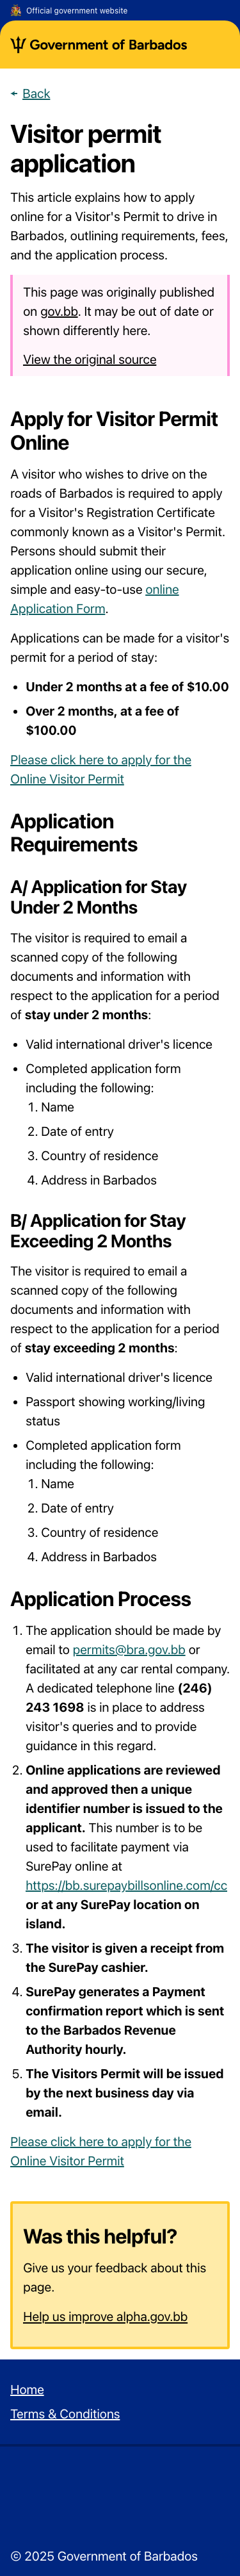 Official government website
Government of Barbados
← Back
Visitor permit
application
This article explains how to apply
online for a Visitor's Permit to drive in
Barbados, outlining requirements, fees,
and the application process.
This page was originally published
on gov.bb. It may be out of date or
shown differently here.
View the original source
Apply for Visitor Permit
Online
A visitor who wishes to drive on the
roads of Barbados is required to apply
for a Visitor's Registration Certificate
commonly known as a Visitor's Permit.
Persons should submit their
application online using our secure,
simple and easy-to-use online
Application Form.
Applications can be made for a visitor's
permit for a period of stay:
• Under 2 months at a fee of $10.00
• Over 2 months, at a fee of
$100.00
Please click here to apply for the
Online Visitor Permit
Application
Requirements
A/ Application for Stay
Under 2 Months
The visitor is required to email a
scanned copy of the following
documents and information with
respect to the application for a period
of stay under 2 months:
• Valid international driver's licence
• Completed application form
including the following:
1. Name
2. Date of entry
3. Country of residence
4. Address in Barbados
B/ Application for Stay
Exceeding 2 Months
The visitor is required to email a
scanned copy of the following
documents and information with
respect to the application for a period
of stay exceeding 2 months:
• Valid international driver's licence
• Passport showing working/living
status
• Completed application form
including the following:
1. Name
2. Date of entry
3. Country of residence
4. Address in Barbados
Application Process
1. The application should be made by
email to permits@bra.gov.bb or
facilitated at any car rental company.
A dedicated telephone line (246)
243 1698 is in place to address
visitor's queries and to provide
guidance in this regard.
2. Online applications are reviewed
and approved then a unique
identifier number is issued to the
applicant. This number is to be
used to facilitate payment via
SurePay online at
https://bb.surepaybillsonline.com/cc
or at any SurePay location on
island.
3. The visitor is given a receipt from
the SurePay cashier.
4. SurePay generates a Payment
confirmation report which is sent
to the Barbados Revenue
Authority hourly.
5. The Visitors Permit will be issued
by the next business day via
email.
Please click here to apply for the
Online Visitor Permit
Was this helpful?
Give us your feedback about this
page.
Help us improve alpha.gov.bb
Home
Terms & Conditions
© 2025 Government of Barbados